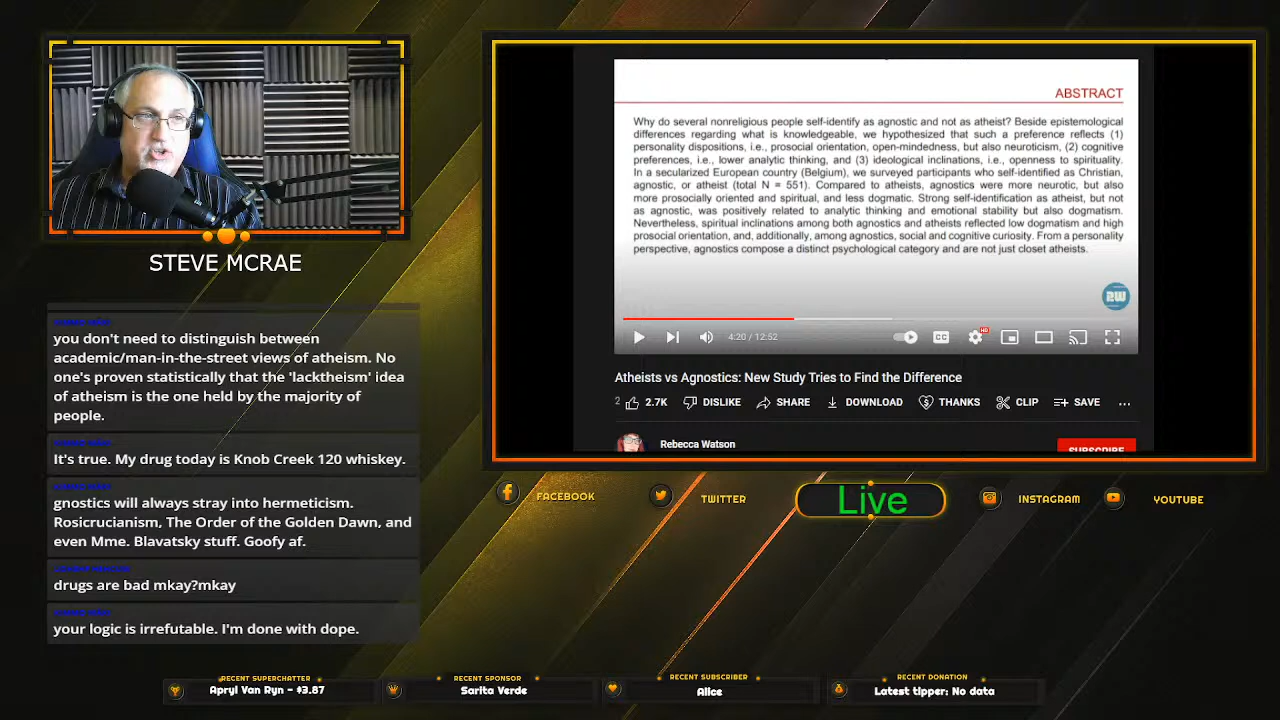 STEVE MCRAE
you don't need to distinguish between
academic/man-in-the-street views of atheism. No
one's proven statistically that the 'lacktheism' idea
of atheism is the one held by the majority of
people.
It's true. My drug today is Knob Creek 120 whiskey.
gnostics will always stray into hermeticism.
Rosicrucianism, The Order of the Golden Dawn, and
even Mme. Blavatsky stuff. Goofy af.
drugs are bad mkay?mkay
your logic is irrefutable. I'm done with dope.
ABSTRACT
Why do several nonreligious people self-identify as agnostic and not as atheist? Beside epistemological
differences regarding what is knowledgeable, we hypothesized that such a preference reflects (1)
personality dispositions, i.e., prosocial orientation, open-mindedness, but also neuroticism, (2) cognitive
preferences, i.e., lower analytic thinking, and (3) ideological inclinations, i.e., openness to spirituality.
In a secularized European country (Belgium), we surveyed participants who self-identified as Christian,
agnostic, or atheist (total N = 551). Compared to atheists, agnostics were more neurotic, but also
more prosocially oriented and spiritual, and less dogmatic. Strong self-identification as atheist, but not
as agnostic, was positively related to analytic thinking and emotional stability but also dogmatism.
Nevertheless, spiritual inclinations among both agnostics and atheists reflected low dogmatism and high
prosocial orientation, and, additionally, among agnostics, social and cognitive curiosity. From a personality
perspective, agnostics compose a distinct psychological category and are not just closet atheists.
RW
4:20 / 12:52
CC
HD
Atheists vs Agnostics: New Study Tries to Find the Difference
2 2.7K DISLIKE SHARE DOWNLOAD THANKS CLIP SAVE ...
Rebecca Watson
SUBSCRIBE
FACEBOOK
TWITTER
Live
INSTAGRAM
YOUTUBE
RECENT SUPERCHATTER
Apryl Van Ryn - $3.87
RECENT SPONSOR
Sarita Verde
RECENT SUBSCRIBER
Alice
RECENT DONATION
Latest tipper: No data